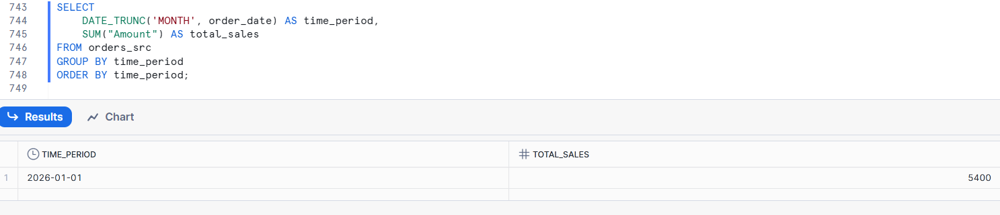 743 SELECT
744 DATE_TRUNC('MONTH', order_date) AS time_period,
745 SUM("Amount") AS total_sales
746 FROM orders_src
747 GROUP BY time_period
748 ORDER BY time_period;
749
Results Chart
TIME_PERIOD TOTAL_SALES
1 2026-01-01 5400